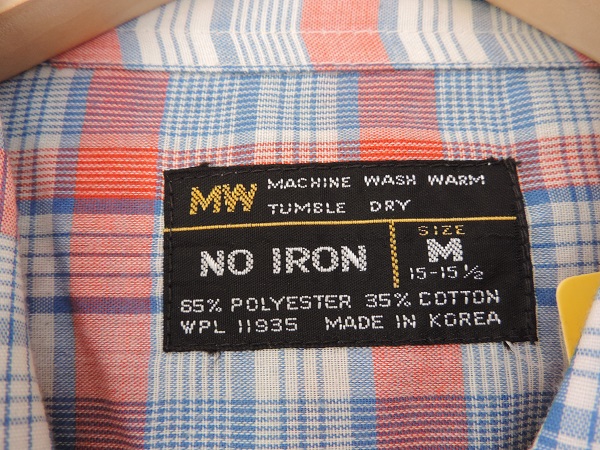 MW MACHINE WASH WARM
TUMBLE DRY
NO IRON
SIZE
M
15-15½
65% POLYESTER 35% COTTON
WPL 11935 MADE IN KOREA